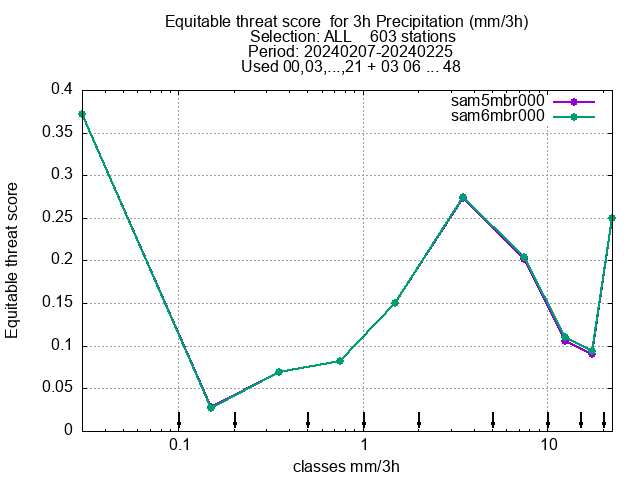 Equitable threat score  for 3h Precipitation (mm/3h)
Selection: ALL    603 stations
Period: 20240207-20240225
Used 00,03,...,21 + 03 06 ... 48
sam5mbr000
sam6mbr000
0.4
0.35
0.3
0.25
0.2
0.15
0.1
0.05
0
Equitable threat score
0.1
1
10
classes mm/3h